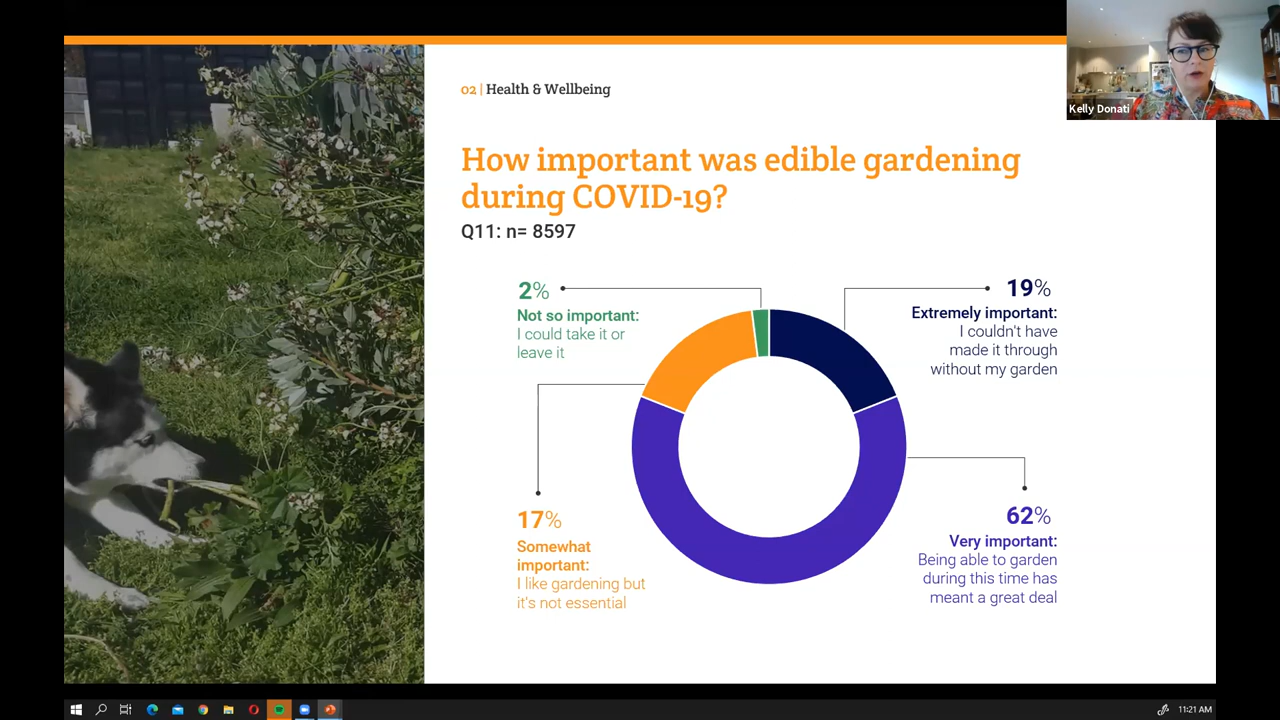 Kelly Donati
02 | Health & Wellbeing
How important was edible gardening
during COVID-19?
Q11: n= 8597
2%
Not so important:
I could take it or
leave it
19%
Extremely important:
I couldn't have
made it through
without my garden
17%
Somewhat
important:
I like gardening but
it's not essential
62%
Very important:
Being able to garden
during this time has
meant a great deal
11:21 AM